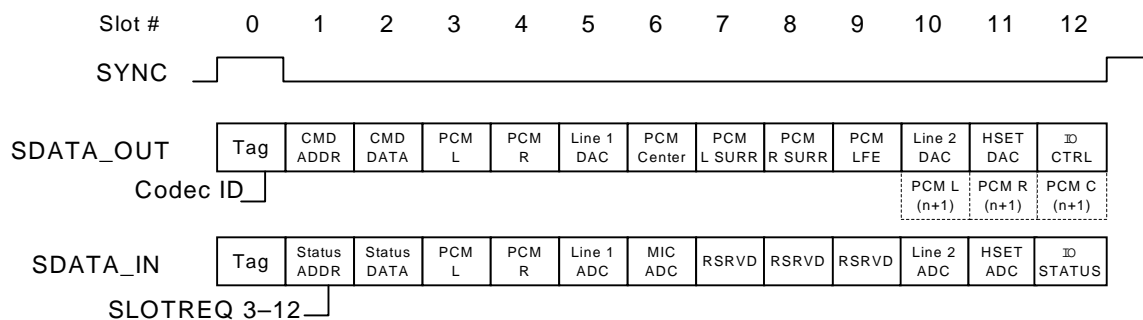 Slot # 0 1 2 3 4 5 6 7 8 9 10 11 12
SYNC
SDATA_OUT Tag CMD ADDR CMD DATA PCM L PCM R Line 1 DAC PCM Center PCM L SURR PCM R SURR PCM LFE Line 2 DAC HSET DAC IO CTRL
Codec ID PCM L (n+1) PCM R (n+1) PCM C (n+1)
SDATA_IN Tag Status ADDR Status DATA PCM L PCM R Line 1 ADC MIC ADC RSRVD RSRVD RSRVD Line 2 ADC HSET ADC IO STATUS
SLOTREQ 3–12